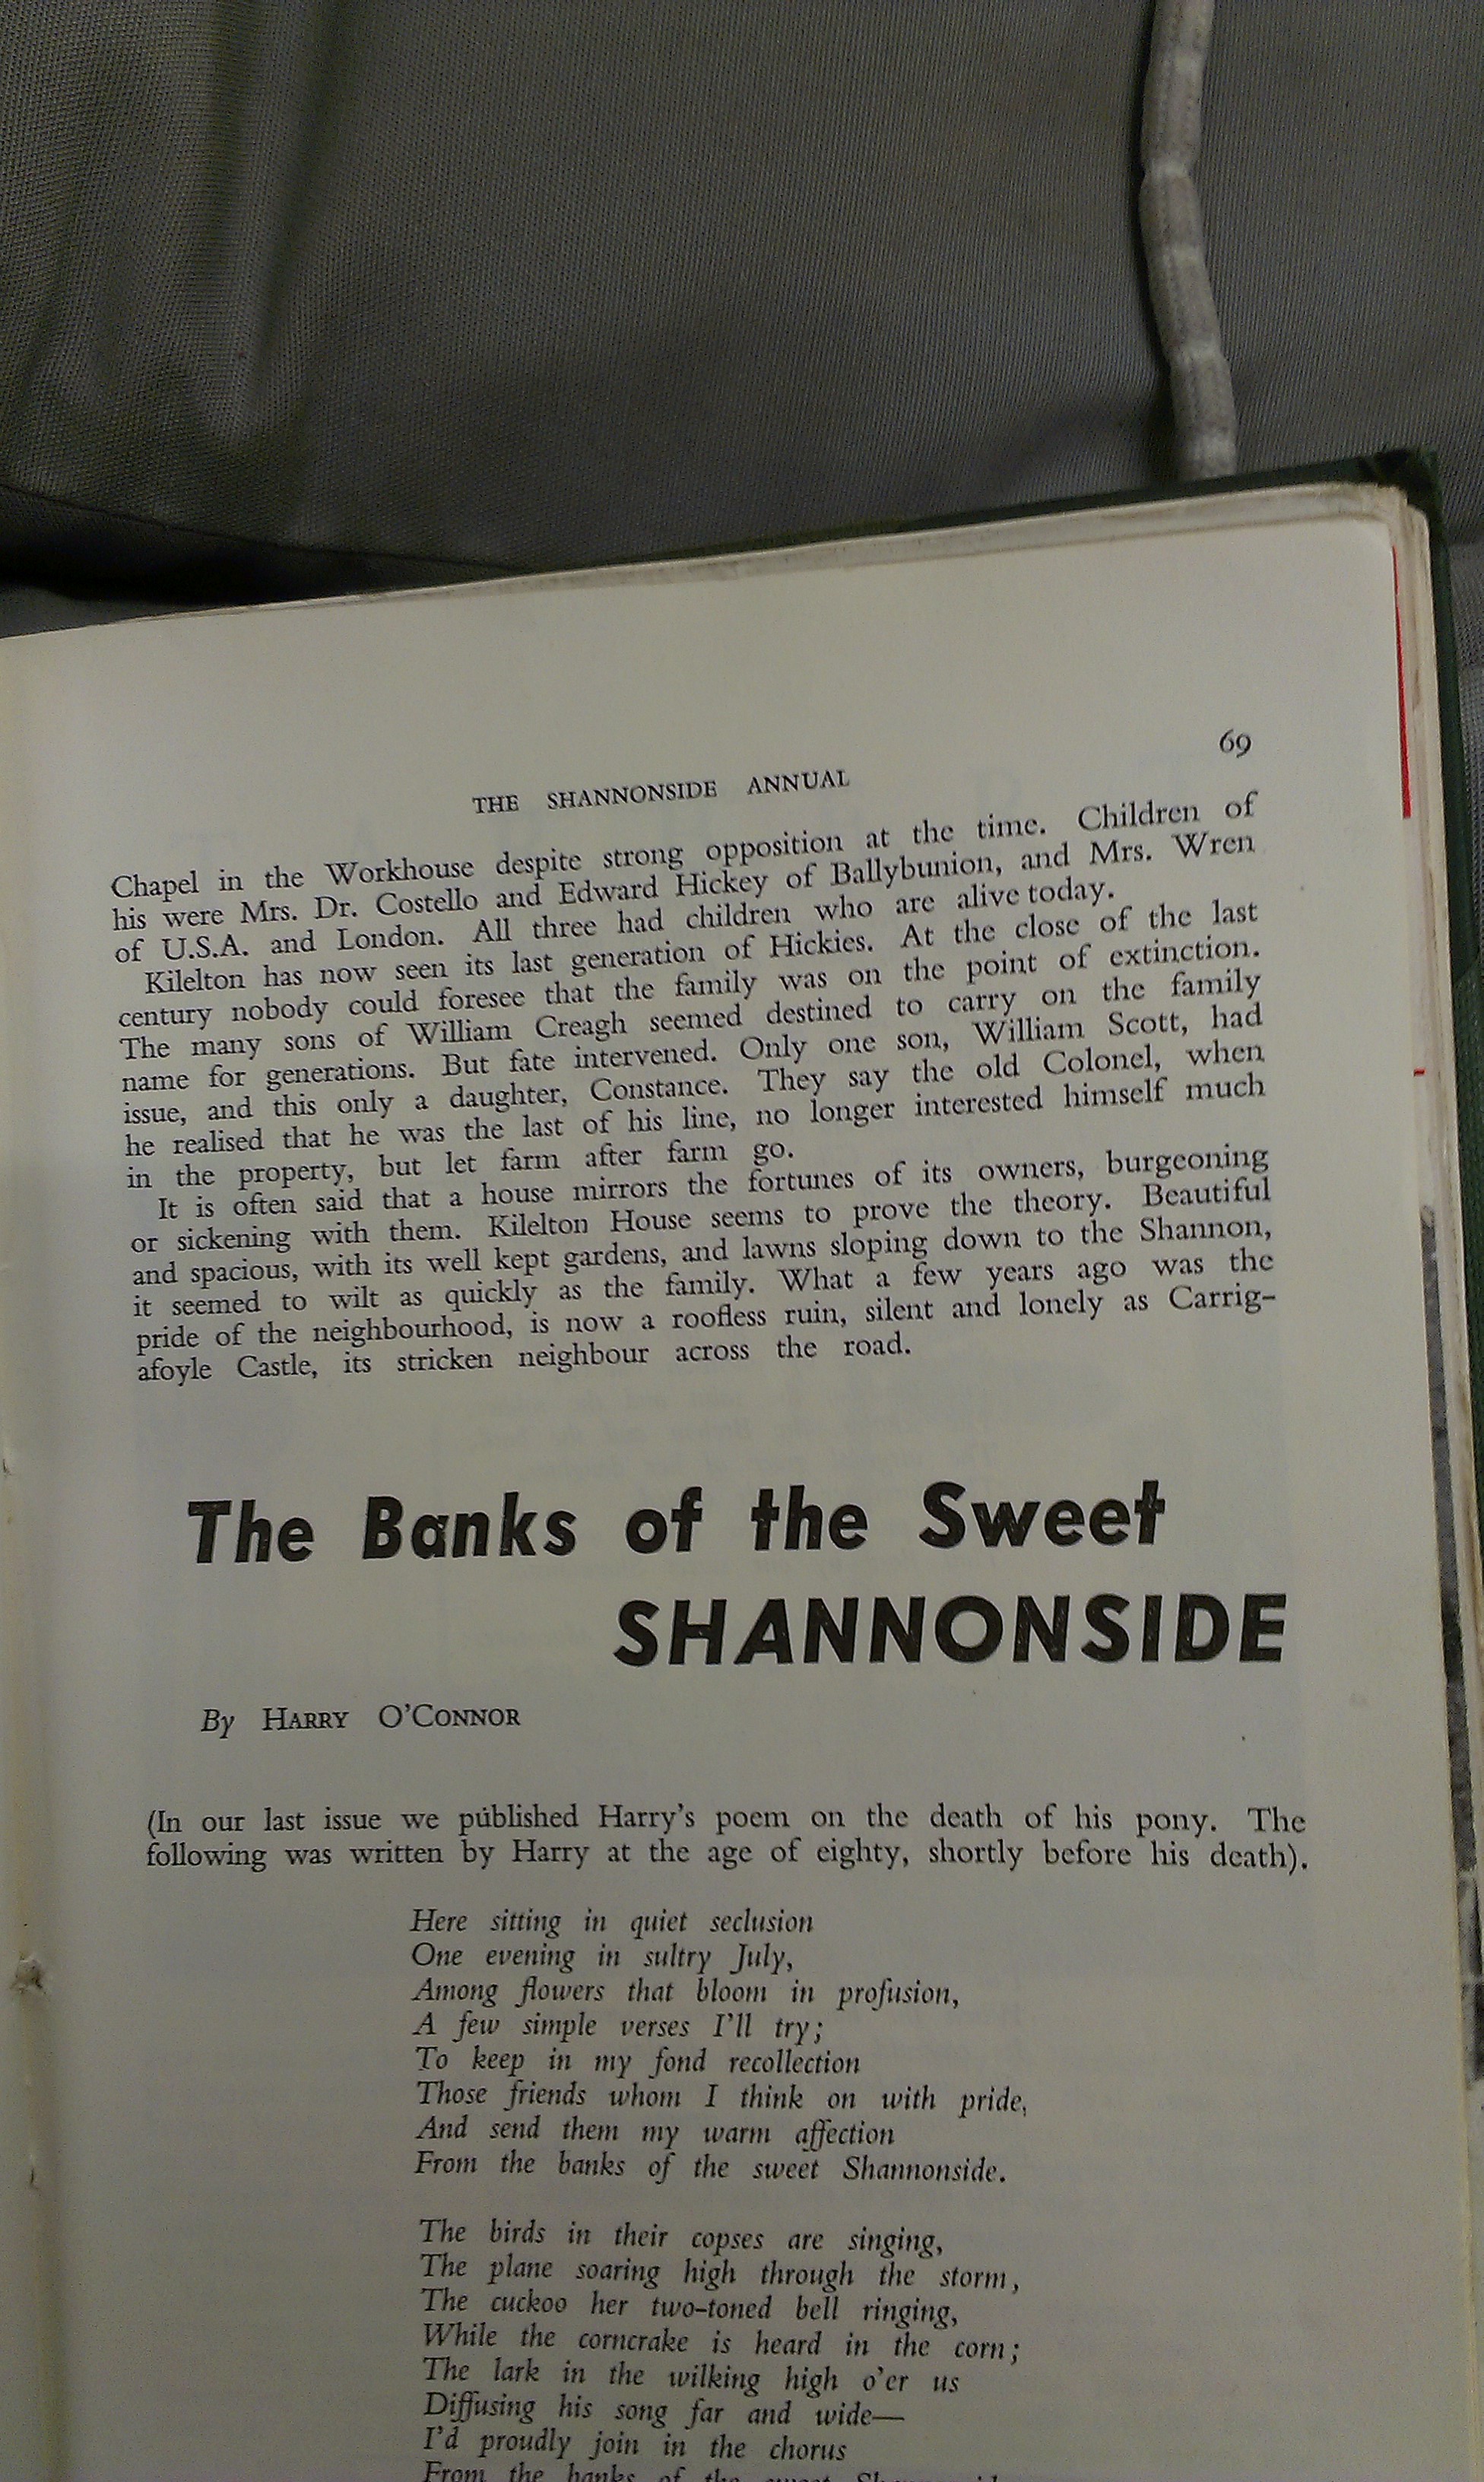 69
THE SHANNONSIDE ANNUAL
Chapel in the Workhouse despite strong opposition at the time. Children of
his were Mrs. Dr. Costello and Edward Hickey of Ballybunion, and Mrs. Wren
of U.S.A. and London. All three had children who are alive today.
Kilelton has now seen its last generation of Hickies. At the close of the last
century nobody could foresee that the family was on the point of extinction.
The many sons of William Creagh seemed destined to carry on the family
name for generations. But fate intervened. Only one son, William Scott, had
issue, and this only a daughter, Constance. They say the old Colonel, when
he realised that he was the last of his line, no longer interested himself much
in the property, but let farm after farm go.
It is often said that a house mirrors the fortunes of its owners, burgeoning
or sickening with them. Kilelton House seems to prove the theory. Beautiful
and spacious, with its well kept gardens, and lawns sloping down to the Shannon,
it seemed to wilt as quickly as the family. What a few years ago was the
pride of the neighbourhood, is now a roofless ruin, silent and lonely as Carrig-
afoyle Castle, its stricken neighbour across the road.
The Banks of the Sweet
SHANNONSIDE
By HARRY O'CONNOR
(In our last issue we published Harry's poem on the death of his pony. The
following was written by Harry at the age of eighty, shortly before his death).
Here sitting in quiet seclusion
One evening in sultry July,
Among flowers that bloom in profusion,
A few simple verses I'll try;
To keep in my fond recollection
Those friends whom I think on with pride,
And send them my warm affection
From the banks of the sweet Shannonside.
The birds in their copses are singing,
The plane soaring high through the storm,
The cuckoo her two-toned bell ringing,
While the corncrake is heard in the corn;
The lark in the wilking high o'er us
Diffusing his song far and wide—
I'd proudly join in the chorus
From the banks of the sweet